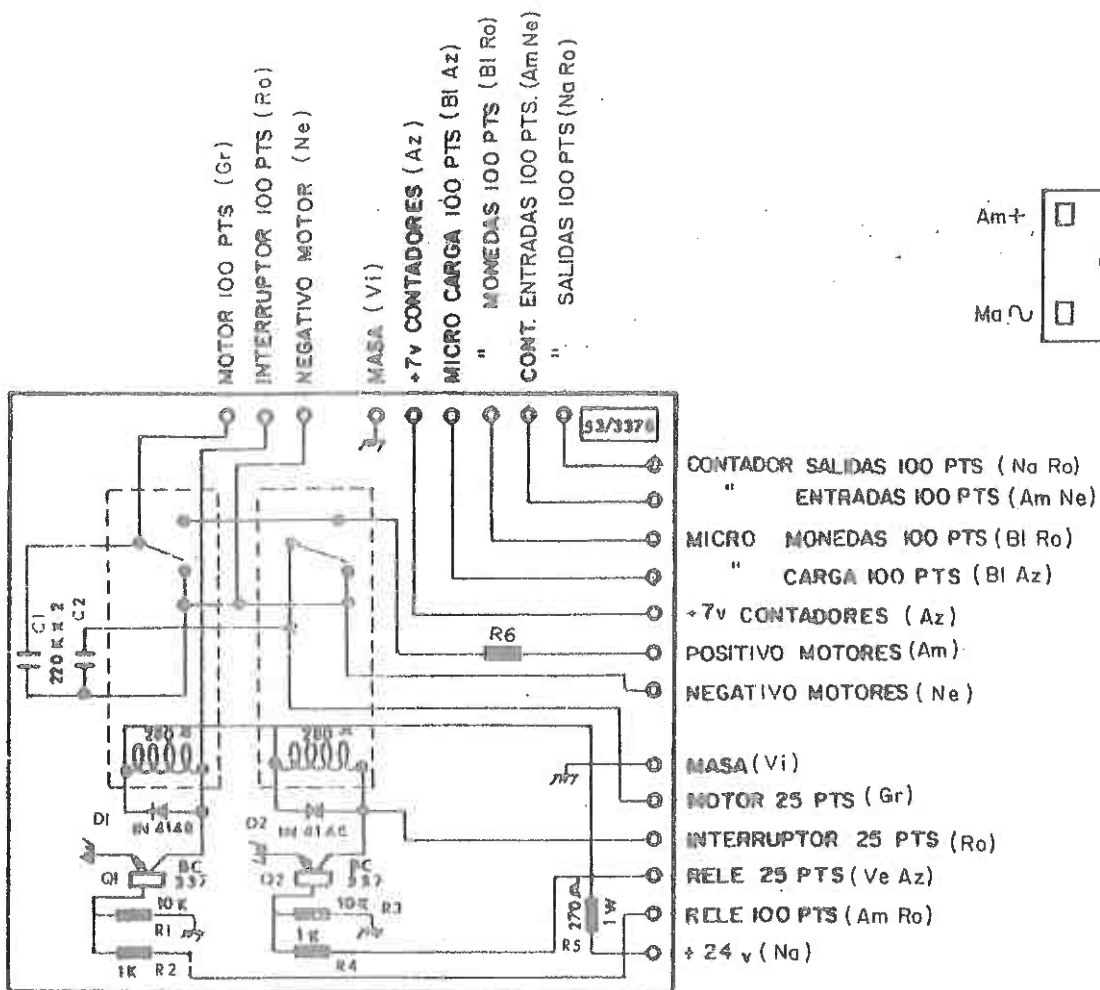 MOTOR 100 PTS (Gr)
INTERRUPTOR 100 PTS (Ro)
NEGATIVO MOTOR (Ne)
MASA (Vi)
+7v CONTADORES (Az)
MICRO CARGA 100 PTS (Bl Az)
" MONEDAS 100 PTS (Bl Ro)
CONT. ENTRADAS 100 PTS. (Am Ne)
" SALIDAS 100 PTS (Na Ro)
Am+
Ma∿
CONTADOR SALIDAS 100 PTS (Na Ro)
" ENTRADAS 100 PTS (Am Ne)
MICRO MONEDAS 100 PTS (Bl Ro)
" CARGA 100 PTS (Bl Az)
+7v CONTADORES (Az)
POSITIVO MOTORES (Am)
NEGATIVO MOTORES (Ne)
MASA (Vi)
MOTOR 25 PTS (Gr)
INTERRUPTOR 25 PTS (Ro)
RELE 25 PTS (Ve Az)
RELE 100 PTS (Am Ro)
+ 24 v (Na)
C1
220 K x 2
C2
R6
280 Ω
280 Ω
D1
IN 4148
D2
Q1
BC
337
Q2
BC
337
10K
R1
10K
R3
1K
R2
1K
R4
270Ω
1W
R5